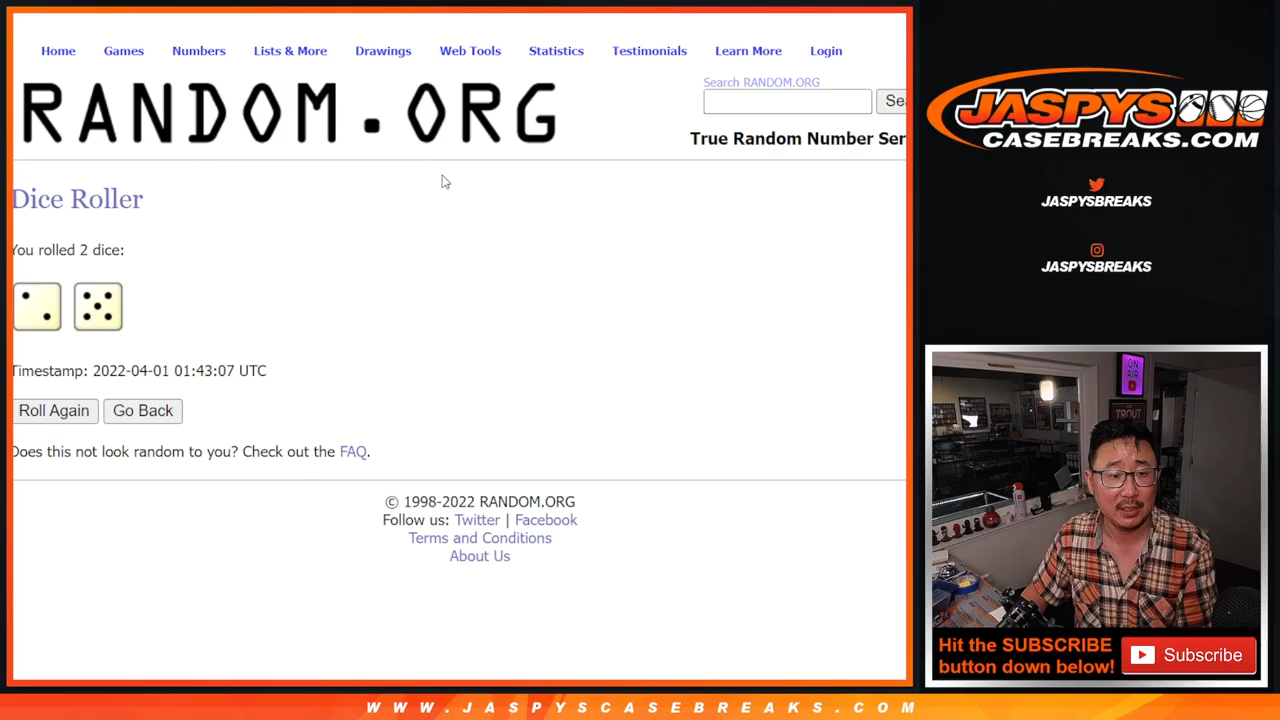 Home Games Numbers Lists & More Drawings Web Tools Statistics Testimonials Learn More Login
RANDOM.ORG
Search RANDOM.ORG
Sea
True Random Number Ser
Dice Roller
You rolled 2 dice:
Timestamp: 2022-04-01 01:43:07 UTC
Roll Again Go Back
Does this not look random to you? Check out the FAQ.
© 1998-2022 RANDOM.ORG
Follow us: Twitter | Facebook
Terms and Conditions
About Us
JASPYS
CASEBREAKS.COM
JASPYSBREAKS
JASPYSBREAKS
ON
AIR
TROUT
Hit the SUBSCRIBE
button down below!
Subscribe
WWW.JASPYSCASEBREAKS.COM